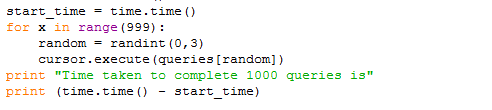 start_time = time.time()
for x in range(999):
    random = randint(0,3)
    cursor.execute(queries[random])
print "Time taken to complete 1000 queries is"
print (time.time() - start_time)